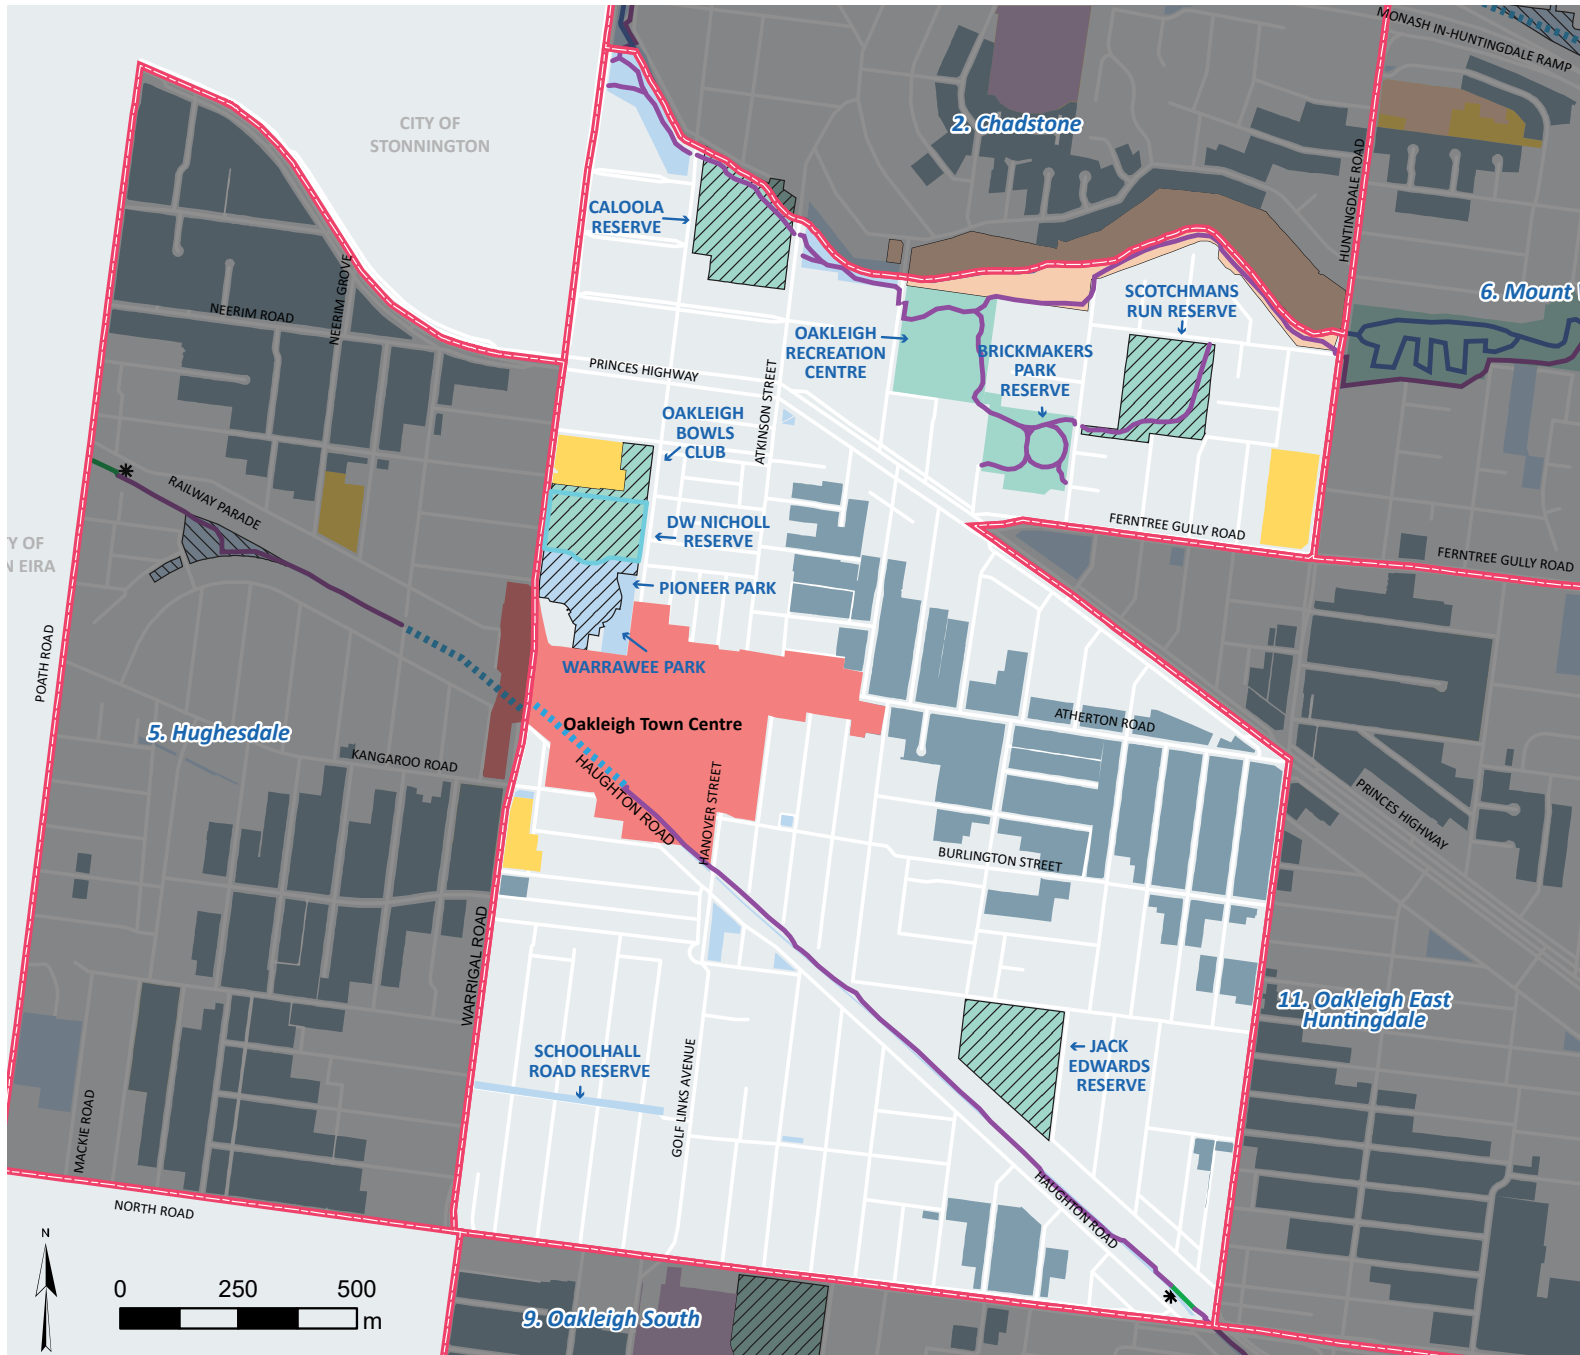 MONASH IN-HUNTINGDALE RAMP
CITY OF
STONNINGTON
2. Chadstone
HUNTINGDALE ROAD
CALOOLA
RESERVE
NEERIM GROVE
NEERIM ROAD
SCOTCHMANS
RUN RESERVE
6. Mount
OAKLEIGH
RECREATION
CENTRE
BRICKMAKERS
PARK
RESERVE
PRINCES HIGHWAY
ATKINSON STREET
OAKLEIGH
BOWLS
CLUB
RAILWAY PARADE
DW NICHOLL
RESERVE
FERNTREE GULLY ROAD
FERNTREE GULLY ROAD
TY OF
N EIRA
PIONEER PARK
POATH ROAD
WARRAWEE PARK
5. Hughesdale
Oakleigh Town Centre
ATHERTON ROAD
KANGAROO ROAD
HAUGHTON ROAD
HANOVER STREET
PRINCES HIGHWAY
BURLINGTON STREET
WARRIGAL ROAD
11. Oakleigh East
Huntingdale
SCHOOLHALL
ROAD RESERVE
JACK
EDWARDS
RESERVE
GOLF LINKS AVENUE
MACKIE ROAD
HAUGHTON ROAD
NORTH ROAD
N
0 250 500
m
9. Oakleigh South